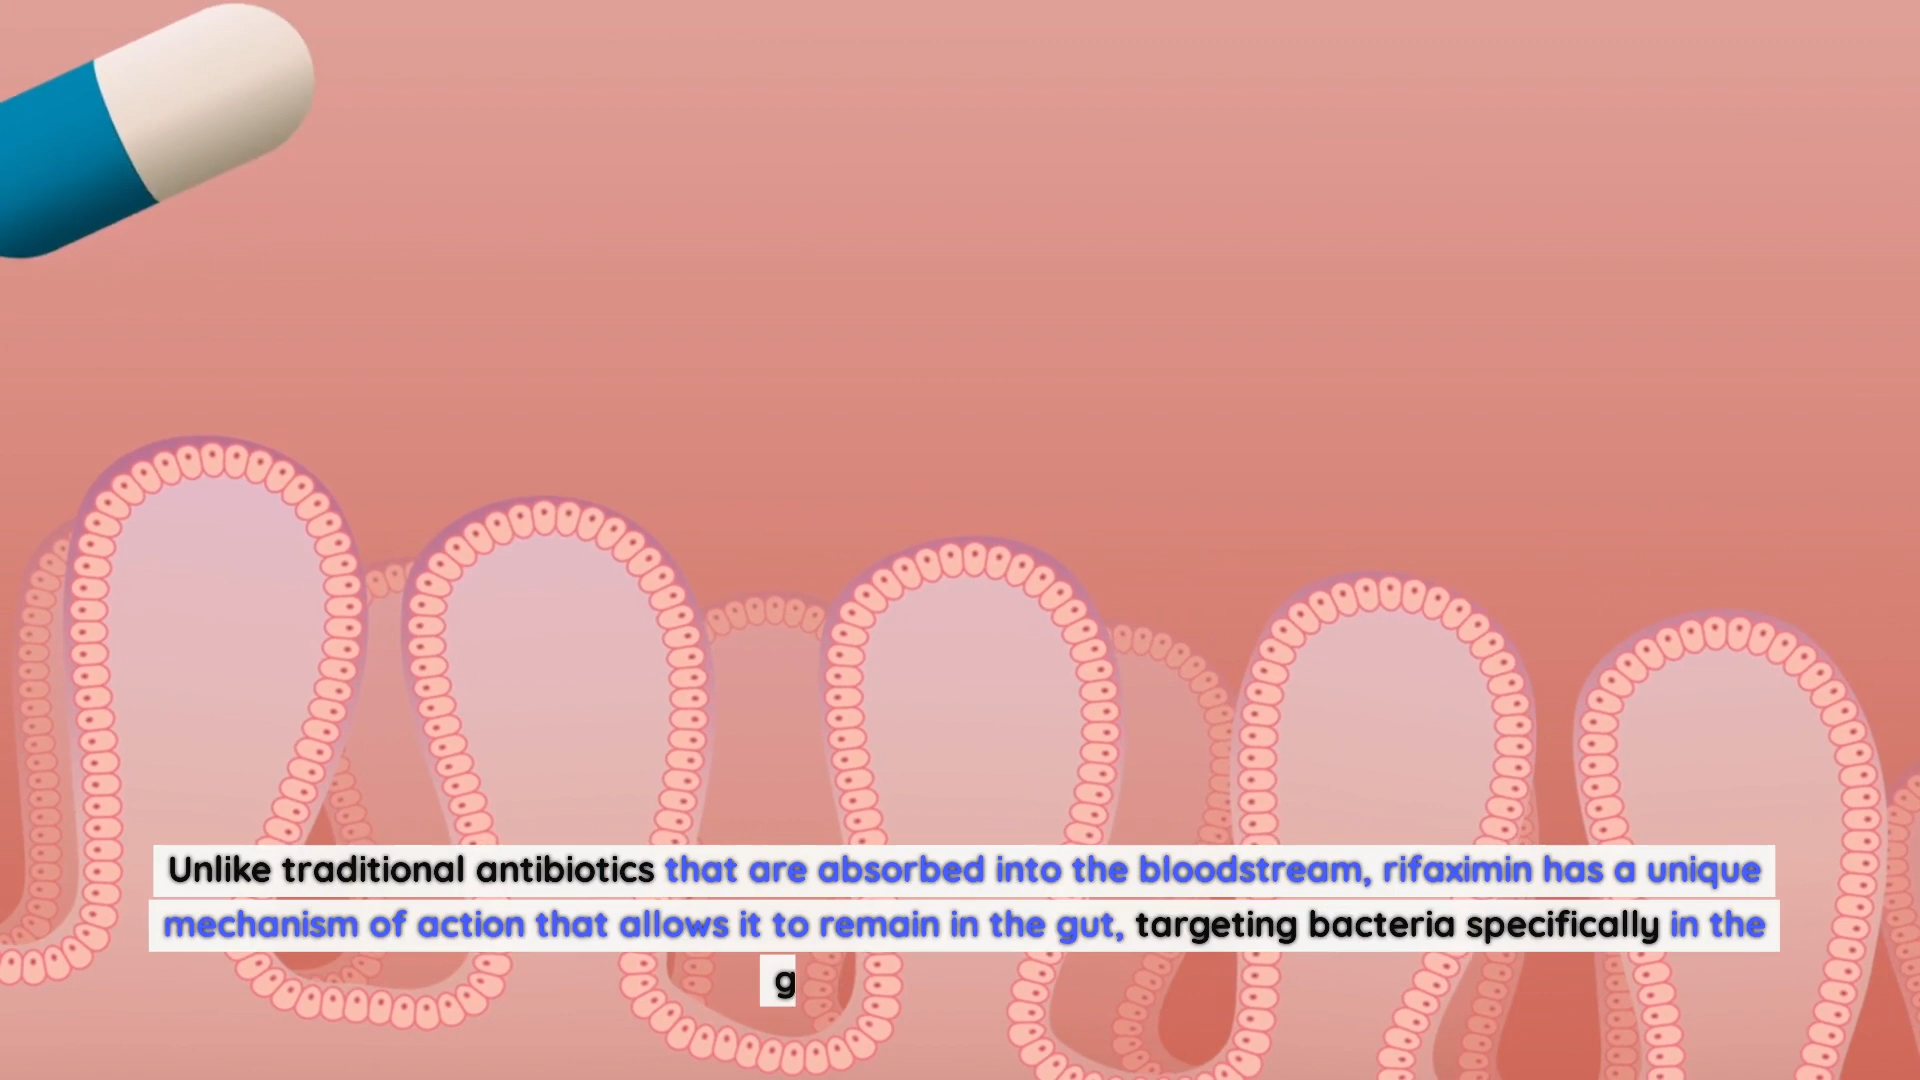 Unlike traditional antibiotics that are absorbed into the bloodstream, rifaximin has a unique
mechanism of action that allows it to remain in the gut, targeting bacteria specifically in the
g